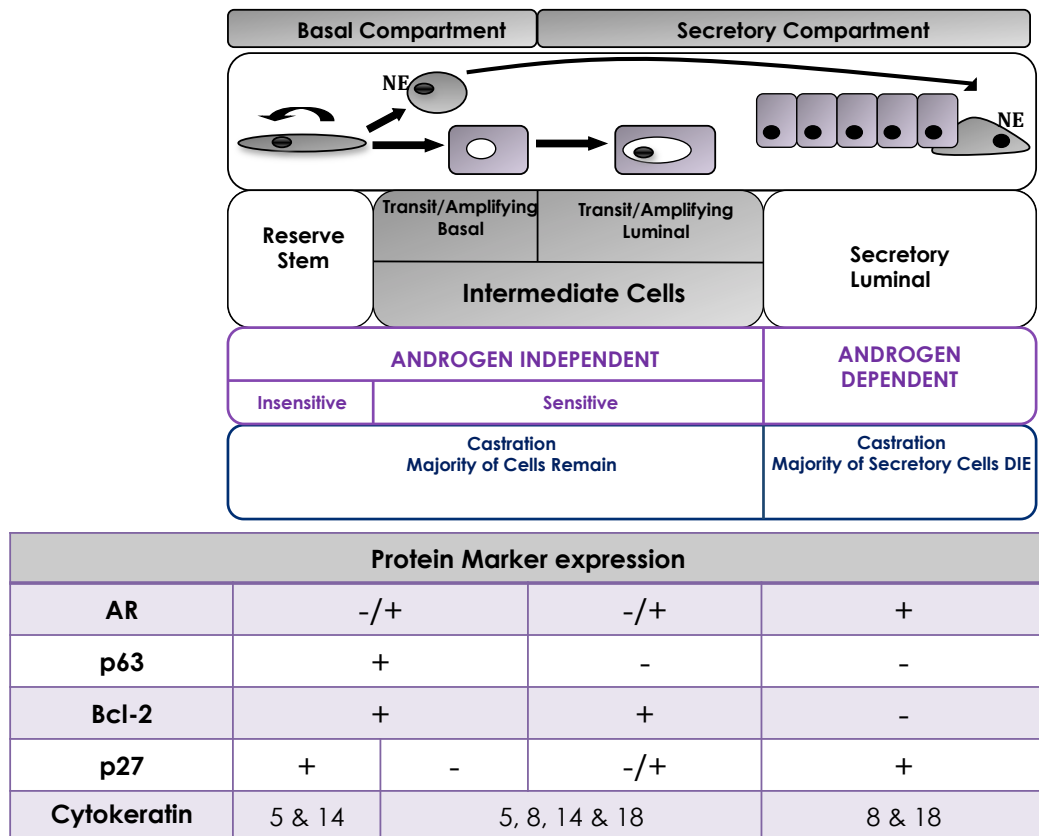 Basal Compartment
Secretory Compartment
NE
NE
Transit/Amplifying
Basal
Transit/Amplifying
Luminal
Reserve
Stem
Secretory
Luminal
Intermediate Cells
ANDROGEN INDEPENDENT
ANDROGEN
DEPENDENT
Insensitive
Sensitive
Castration
Majority of Cells Remain
Castration
Majority of Secretory Cells DIE
Protein Marker expression
AR -/+ -/+ +
p63 + - -
Bcl-2 + + -
p27 + - -/+ +
Cytokeratin 5 & 14 5, 8, 14 & 18 8 & 18